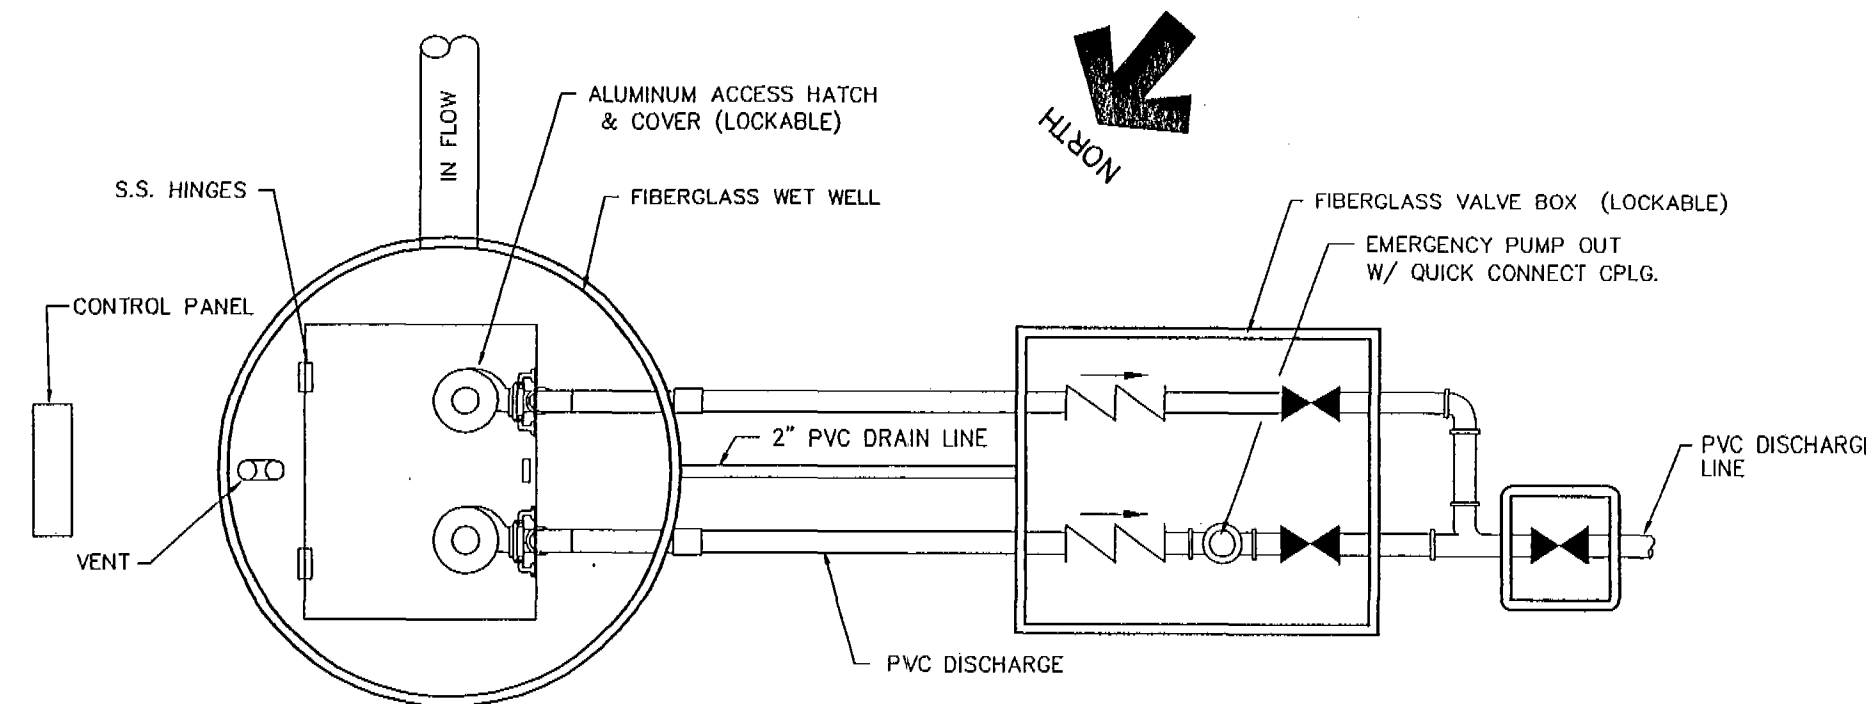 IN FLOW
ALUMINUM ACCESS HATCH
& COVER (LOCKABLE)
NORTH
S.S. HINGES
FIBERGLASS WET WELL
FIBERGLASS VALVE BOX (LOCKABLE)
EMERGENCY PUMP OUT
W/ QUICK CONNECT CPLG.
CONTROL PANEL
2" PVC DRAIN LINE
PVC DISCHARGE
LINE
VENT
PVC DISCHARGE